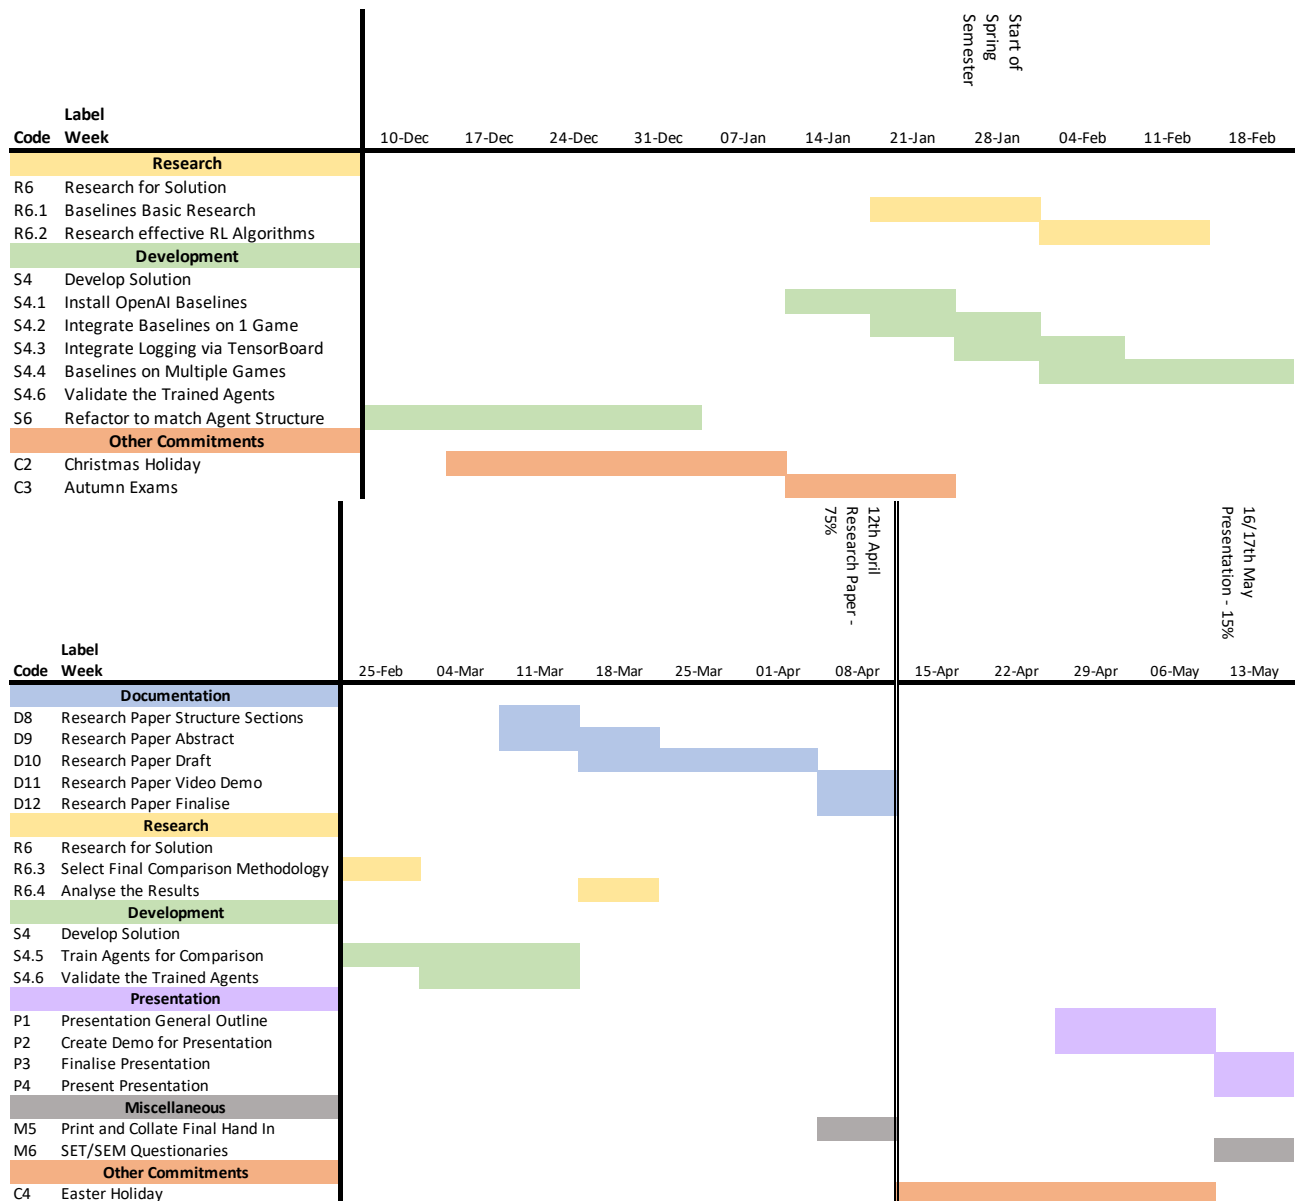 Start of
Spring
Semester
Label
Code Week 10-Dec 17-Dec 24-Dec 31-Dec 07-Jan 14-Jan 21-Jan 28-Jan 04-Feb 11-Feb 18-Feb
Research
R6 Research for Solution
R6.1 Baselines Basic Research
R6.2 Research effective RL Algorithms
Development
S4 Develop Solution
S4.1 Install OpenAI Baselines
S4.2 Integrate Baselines on 1 Game
S4.3 Integrate Logging via TensorBoard
S4.4 Baselines on Multiple Games
S4.6 Validate the Trained Agents
S6 Refactor to match Agent Structure
Other Commitments
C2 Christmas Holiday
C3 Autumn Exams
12th April
Research Paper -
75%
16/17th May
Presentation - 15%
Label
Code Week 25-Feb 04-Mar 11-Mar 18-Mar 25-Mar 01-Apr 08-Apr 15-Apr 22-Apr 29-Apr 06-May 13-May
Documentation
D8 Research Paper Structure Sections
D9 Research Paper Abstract
D10 Research Paper Draft
D11 Research Paper Video Demo
D12 Research Paper Finalise
Research
R6 Research for Solution
R6.3 Select Final Comparison Methodology
R6.4 Analyse the Results
Development
S4 Develop Solution
S4.5 Train Agents for Comparison
S4.6 Validate the Trained Agents
Presentation
P1 Presentation General Outline
P2 Create Demo for Presentation
P3 Finalise Presentation
P4 Present Presentation
Miscellaneous
M5 Print and Collate Final Hand In
M6 SET/SEM Questionaries
Other Commitments
C4 Easter Holiday